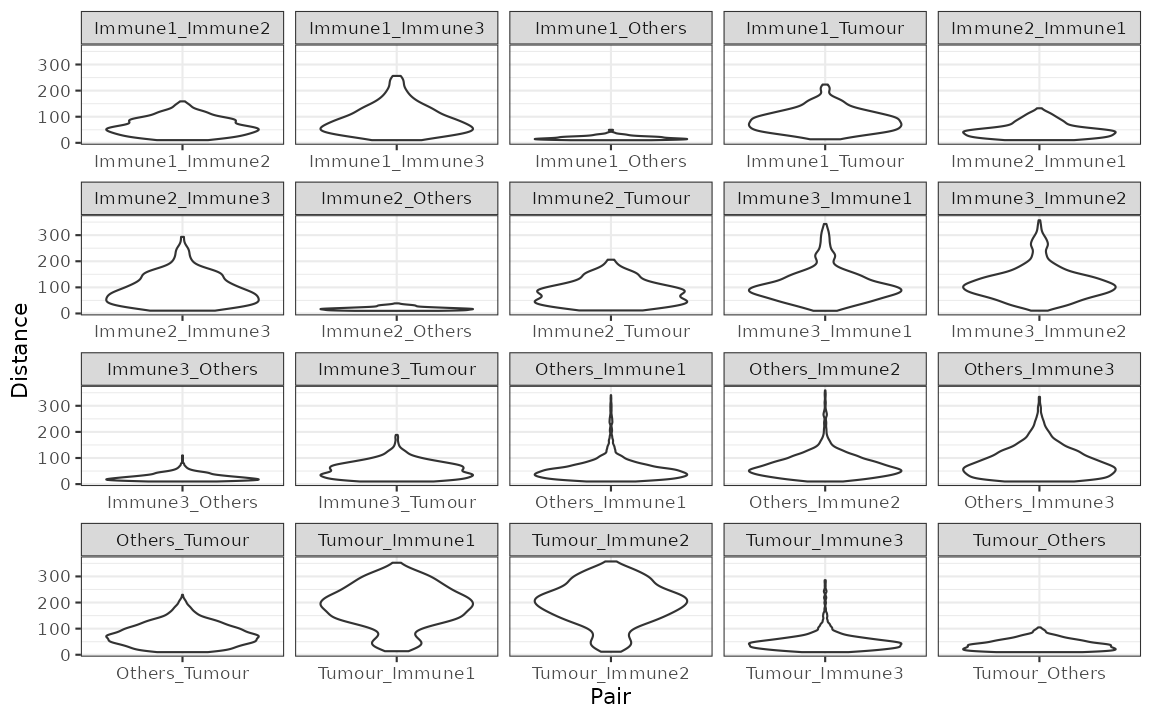 Immune1_Immune2 Immune1_Immune3 Immune1_Others Immune1_Tumour Immune2_Immune1
300
200
100
0
Immune1_Immune2 Immune1_Immune3 Immune1_Others Immune1_Tumour Immune2_Immune1
Immune2_Immune3 Immune2_Others Immune2_Tumour Immune3_Immune1 Immune3_Immune2
300
200
100
0
Immune2_Immune3 Immune2_Others Immune2_Tumour Immune3_Immune1 Immune3_Immune2
Distance
Immune3_Others Immune3_Tumour Others_Immune1 Others_Immune2 Others_Immune3
300
200
100
0
Immune3_Others Immune3_Tumour Others_Immune1 Others_Immune2 Others_Immune3
Others_Tumour Tumour_Immune1 Tumour_Immune2 Tumour_Immune3 Tumour_Others
300
200
100
0
Others_Tumour Tumour_Immune1 Tumour_Immune2 Tumour_Immune3 Tumour_Others
Pair